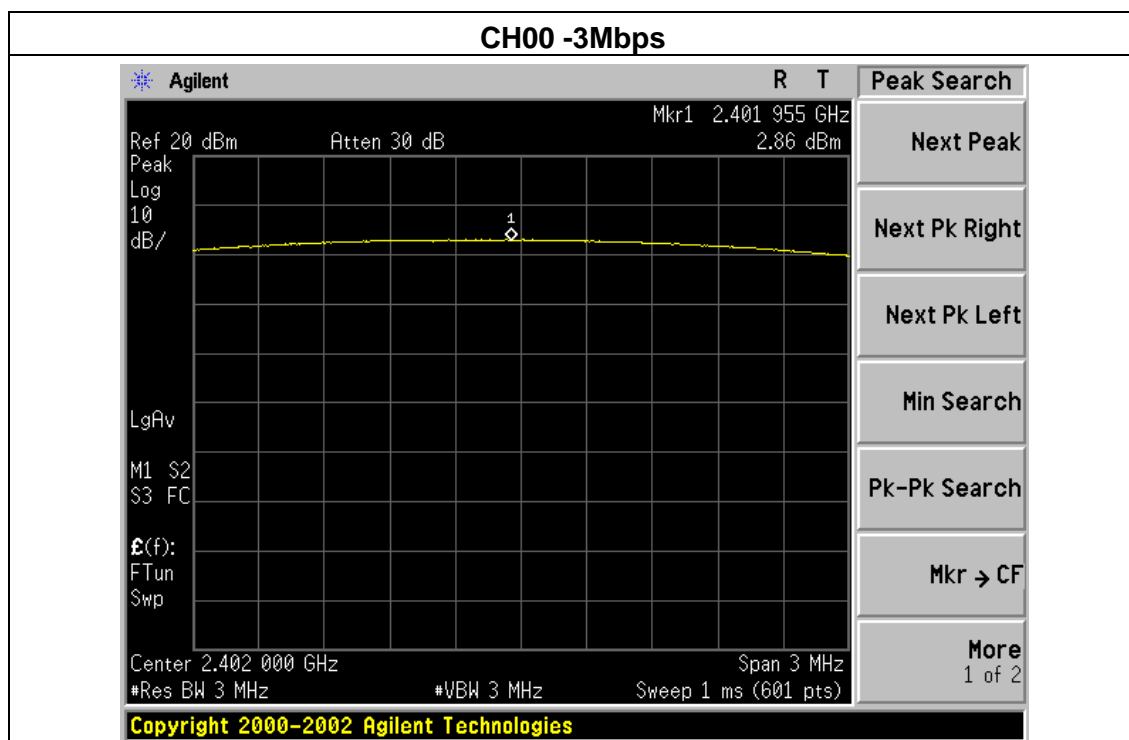 CH00 -3Mbps
Agilent R T Peak Search
Mkr1 2.401 955 GHz
Ref 20 dBm Atten 30 dB 2.86 dBm
Peak
Log
10
dB/
1
LgAv
M1 S2
S3 FC
£(f):
FTun
Swp
Center 2.402 000 GHz Span 3 MHz
#Res BW 3 MHz #VBW 3 MHz Sweep 1 ms (601 pts)
Copyright 2000-2002 Agilent Technologies
Next Peak
Next Pk Right
Next Pk Left
Min Search
Pk-Pk Search
Mkr → CF
More
1 of 2